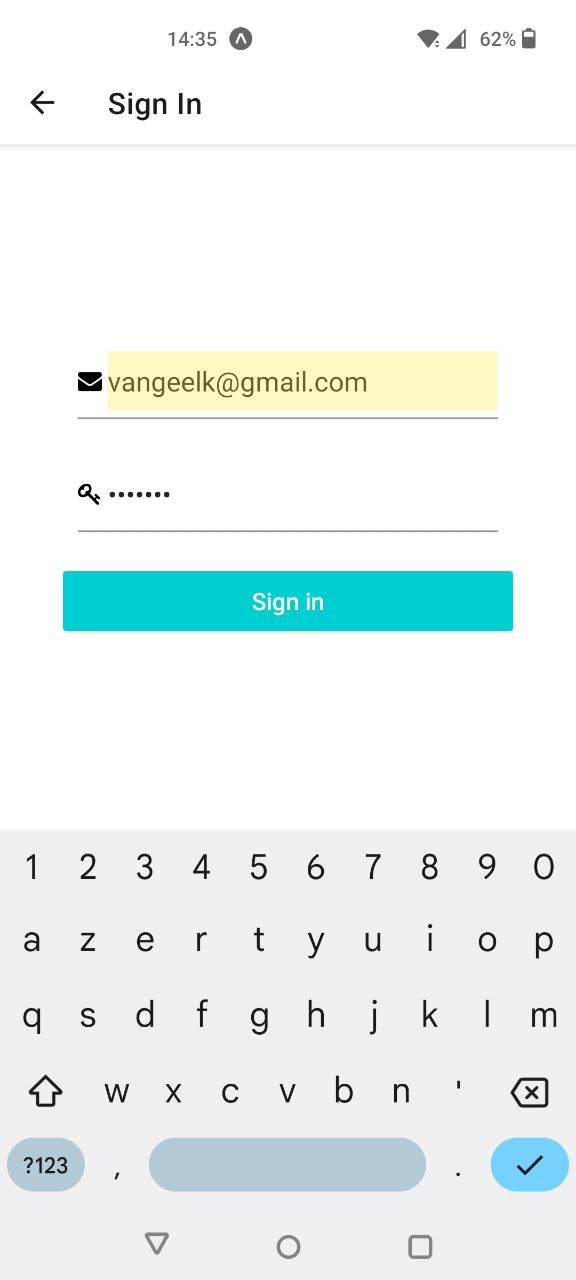 14:35 62%
Sign In
vangeelk@gmail.com
•••••••
Sign in
1 2 3 4 5 6 7 8 9 0
a z e r t y u i o p
q s d f g h j k l m
w x c v b n '
?123 , .